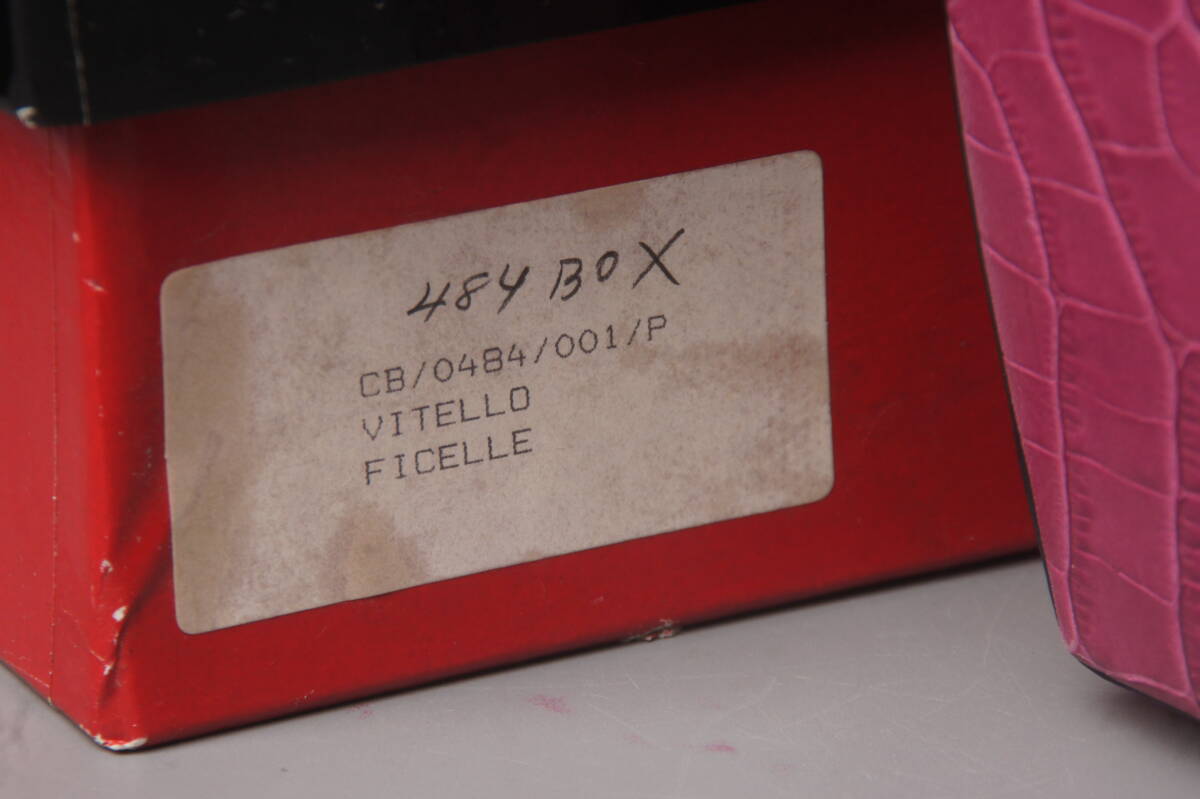 484 BOX
CB/0484/001/P
VITELLO
FICELLE